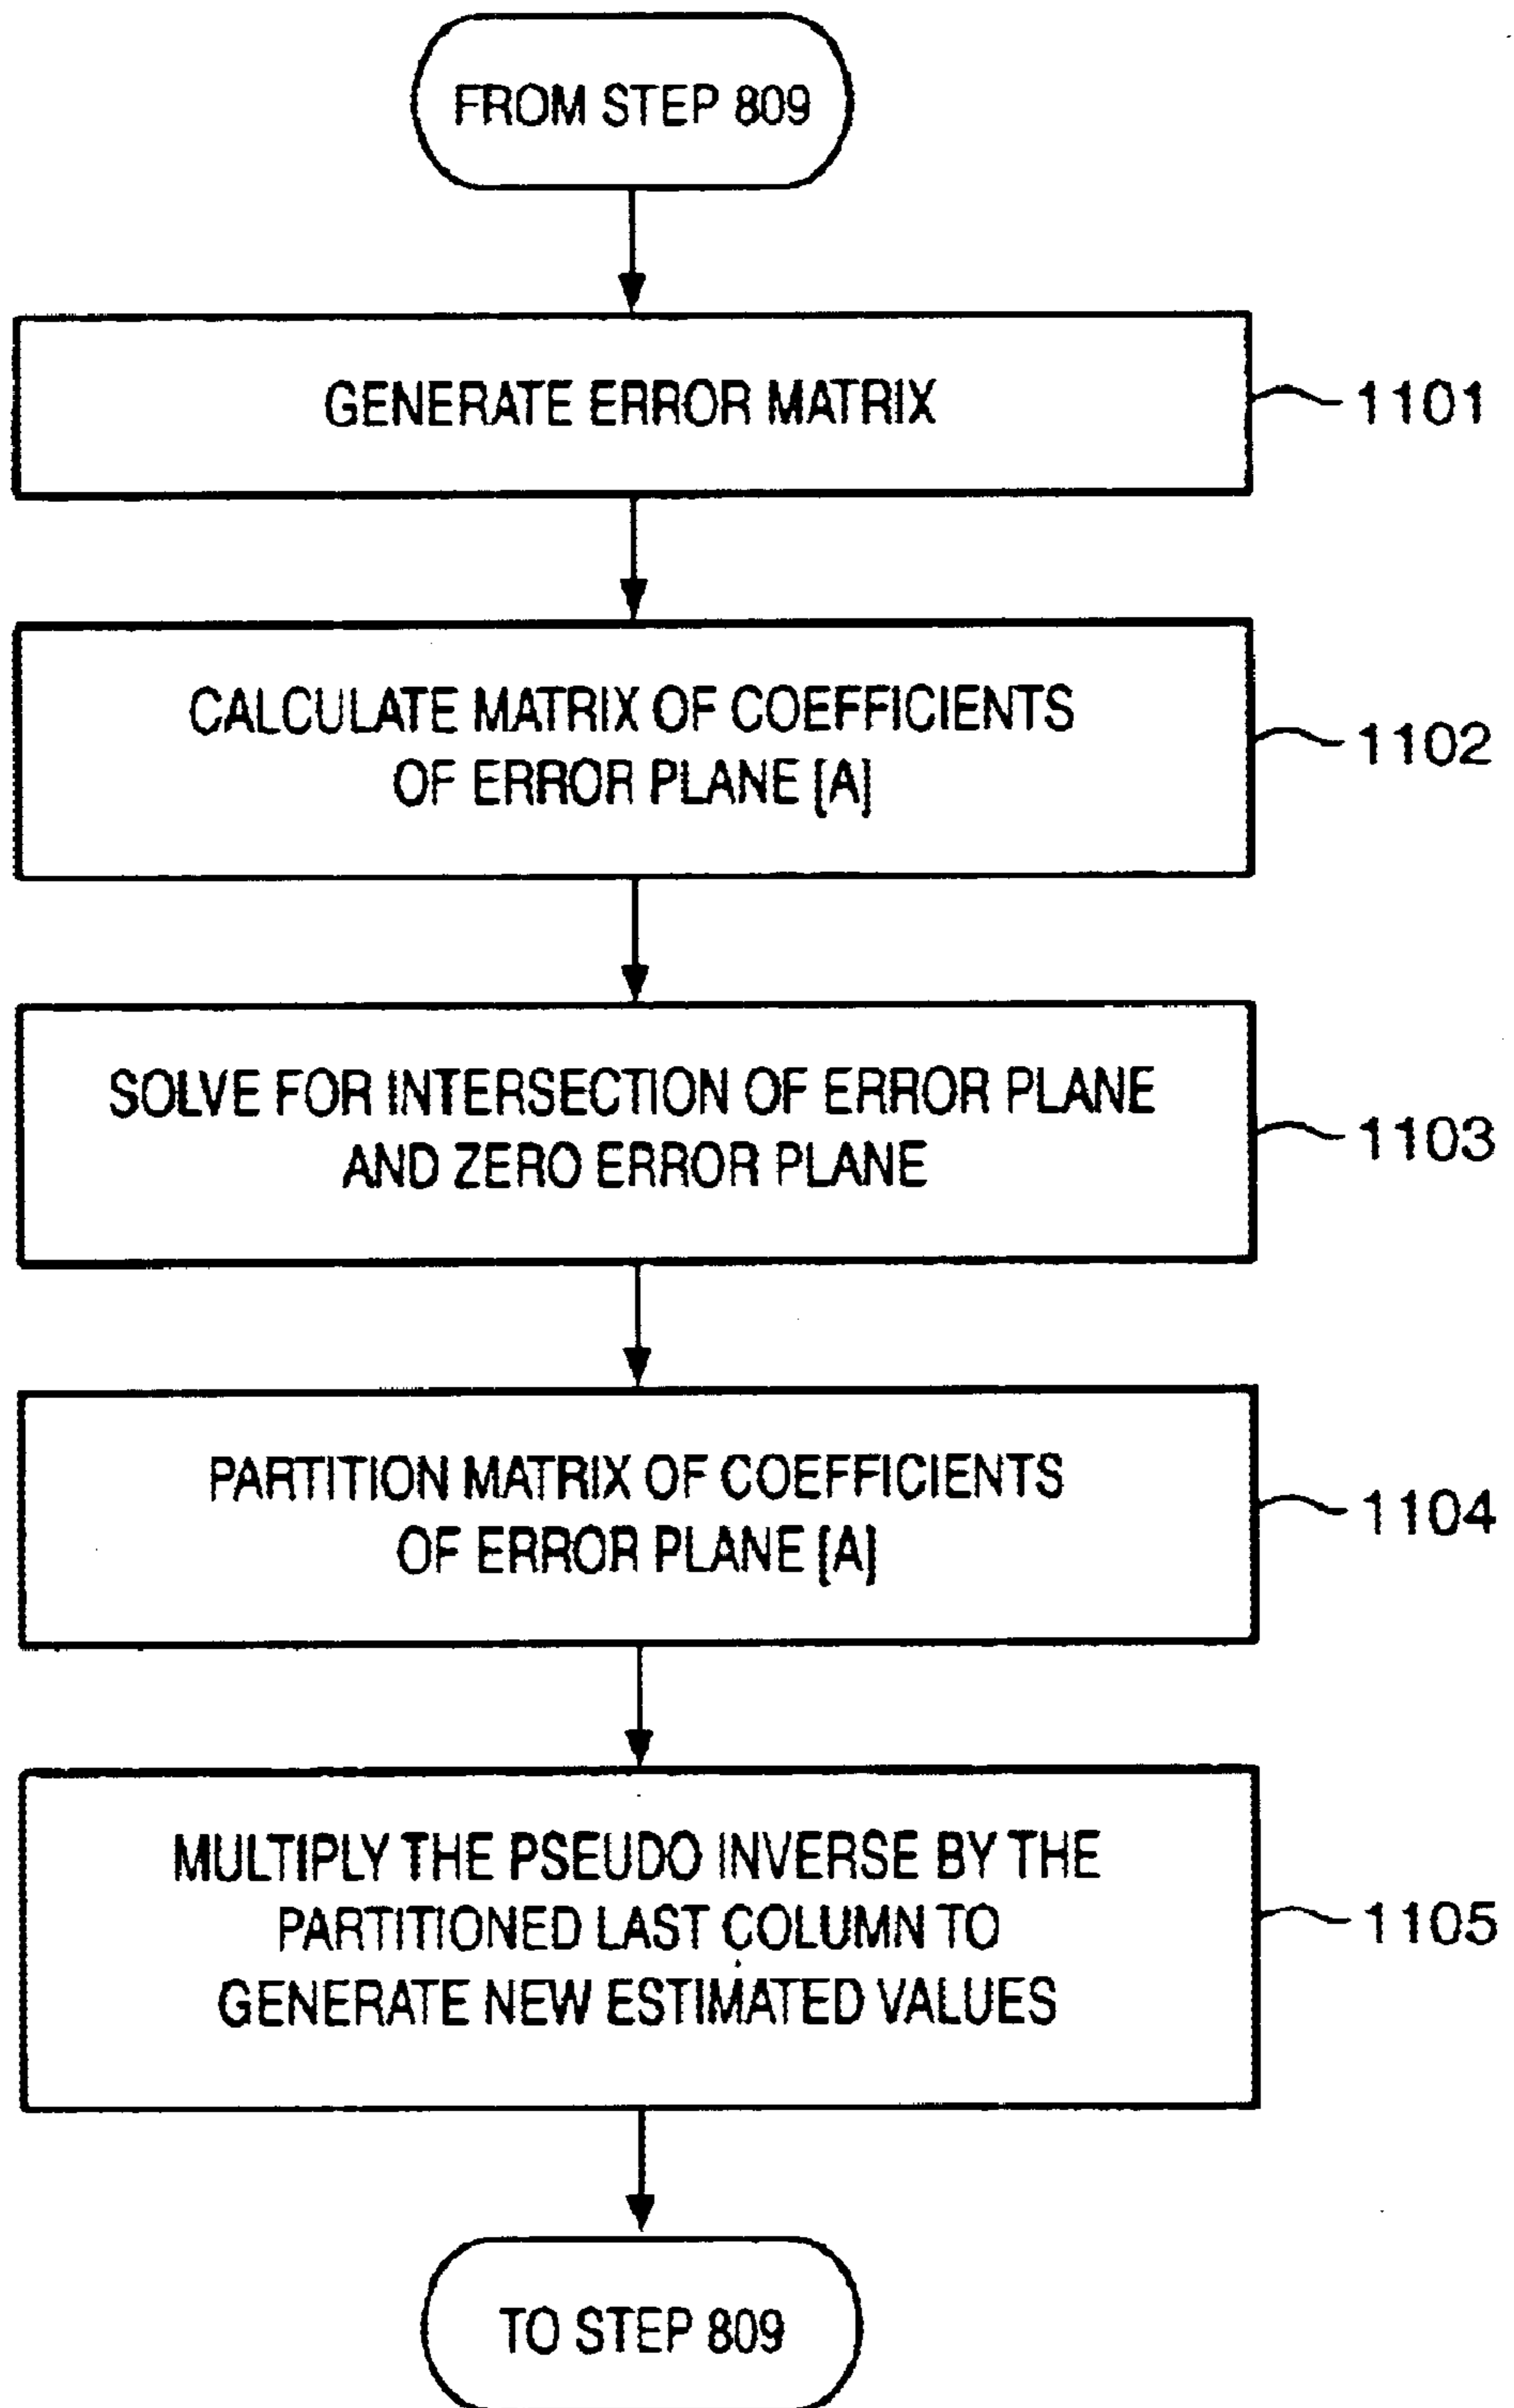 FROM STEP 809
GENERATE ERROR MATRIX
1101
CALCULATE MATRIX OF COEFFICIENTS
OF ERROR PLANE [A]
1102
SOLVE FOR INTERSECTION OF ERROR PLANE
AND ZERO ERROR PLANE
1103
PARTITION MATRIX OF COEFFICIENTS
OF ERROR PLANE [A]
1104
MULTIPLY THE PSEUDO INVERSE BY THE
PARTITIONED LAST COLUMN TO
GENERATE NEW ESTIMATED VALUES
1105
TO STEP 809